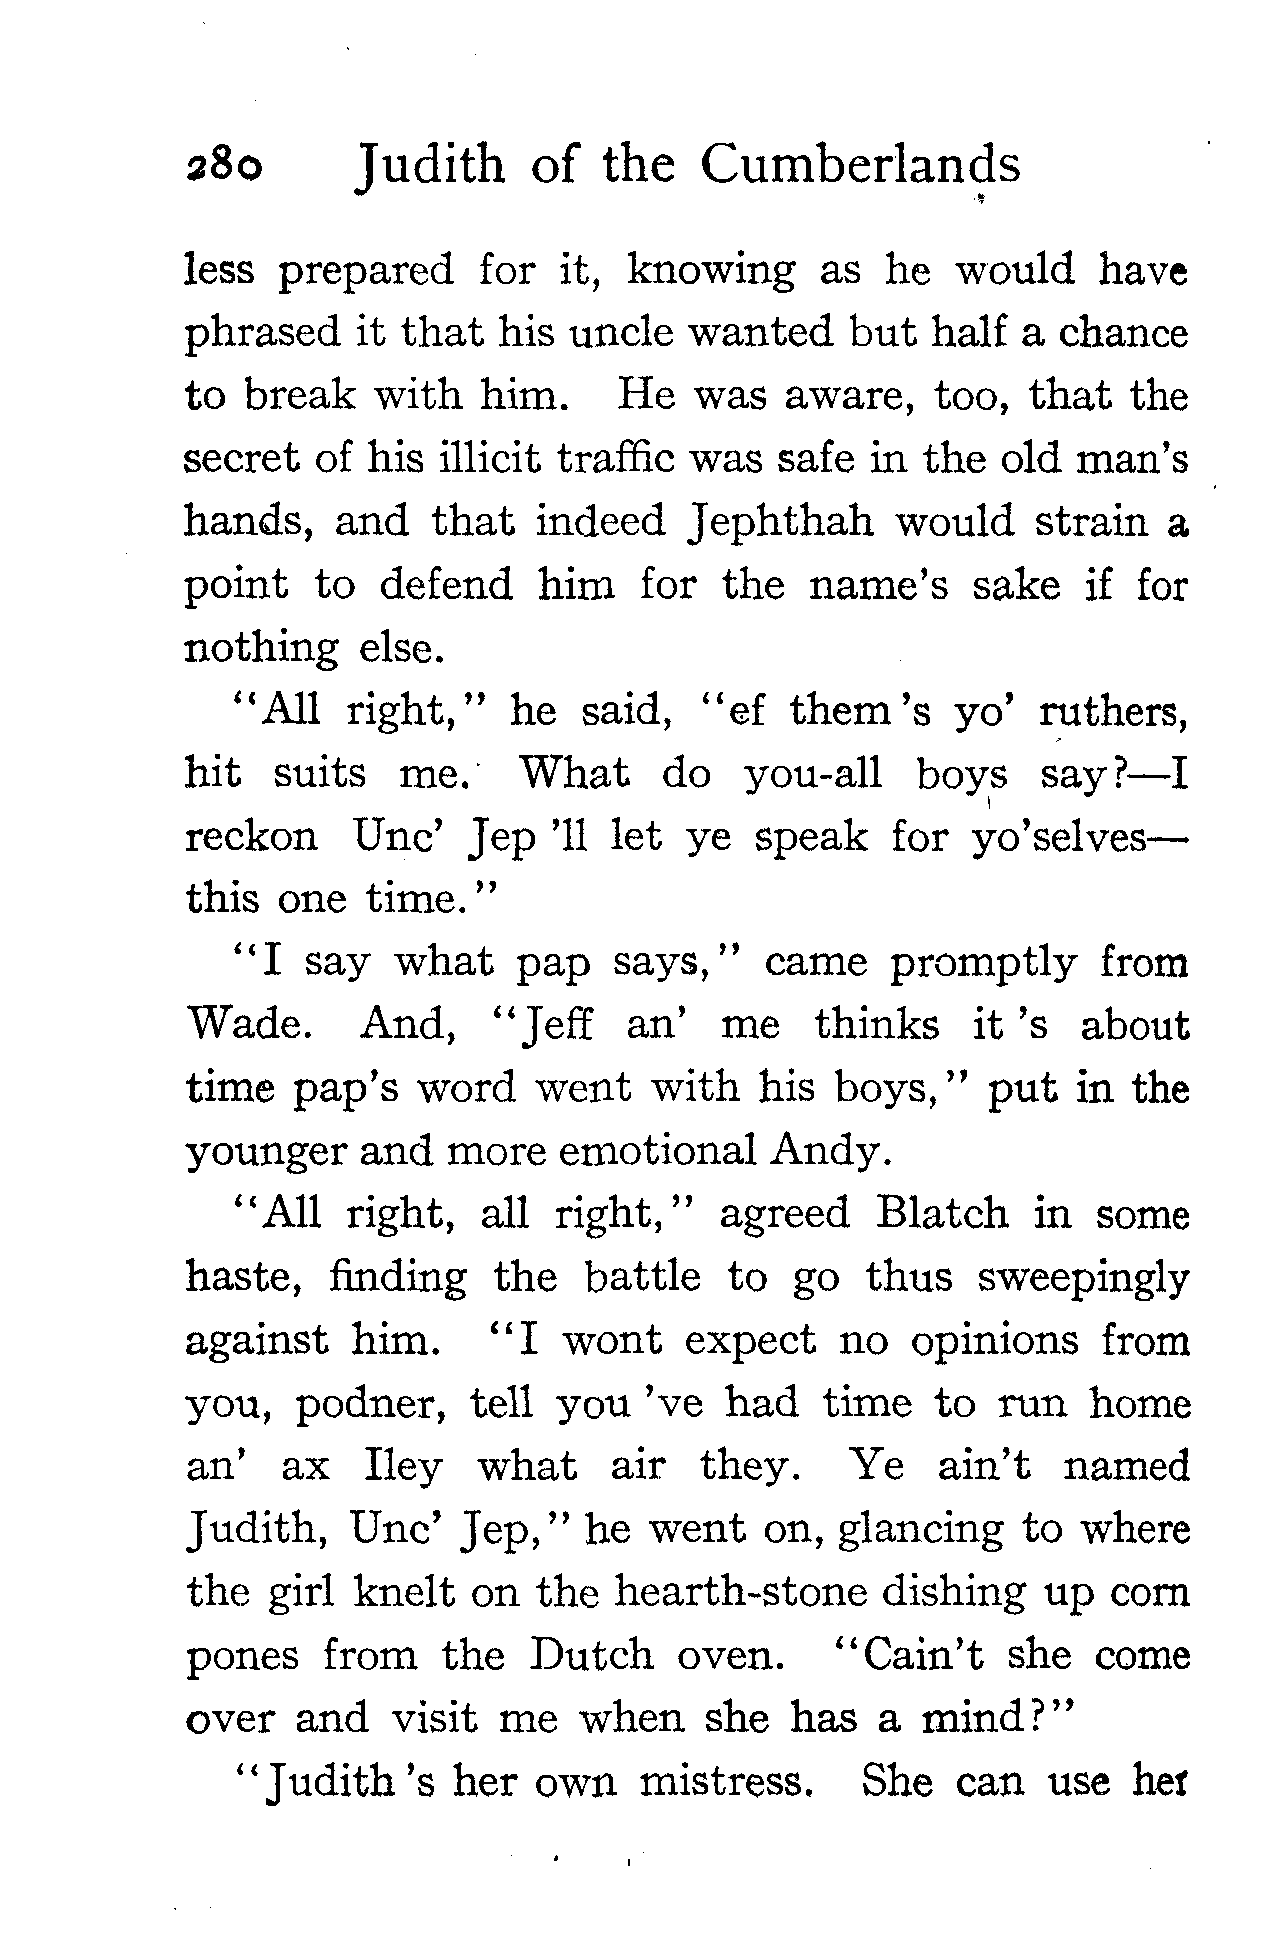 280 Judith of the Cumberlands
less prepared for it, knowing as he would have
phrased it that his uncle wanted but half a chance
to break with him. He was aware, too, that the
secret of his illicit traffic was safe in the old man's
hands, and that indeed Jephthah would strain a
point to defend him for the name's sake if for
nothing else.
"All right," he said, "ef them 's yo' ruthers,
hit suits me. What do you-all boys say?—I
reckon Unc' Jep 'll let ye speak for yo'selves—
this one time."
"I say what pap says," came promptly from
Wade. And, "Jeff an' me thinks it 's about
time pap's word went with his boys," put in the
younger and more emotional Andy.
"All right, all right," agreed Blatch in some
haste, finding the battle to go thus sweepingly
against him. "I wont expect no opinions from
you, podner, tell you 've had time to run home
an' ax Iley what air they. Ye ain't named
Judith, Unc' Jep," he went on, glancing to where
the girl knelt on the hearth-stone dishing up corn
pones from the Dutch oven. "Cain't she come
over and visit me when she has a mind?"
"Judith 's her own mistress. She can use her